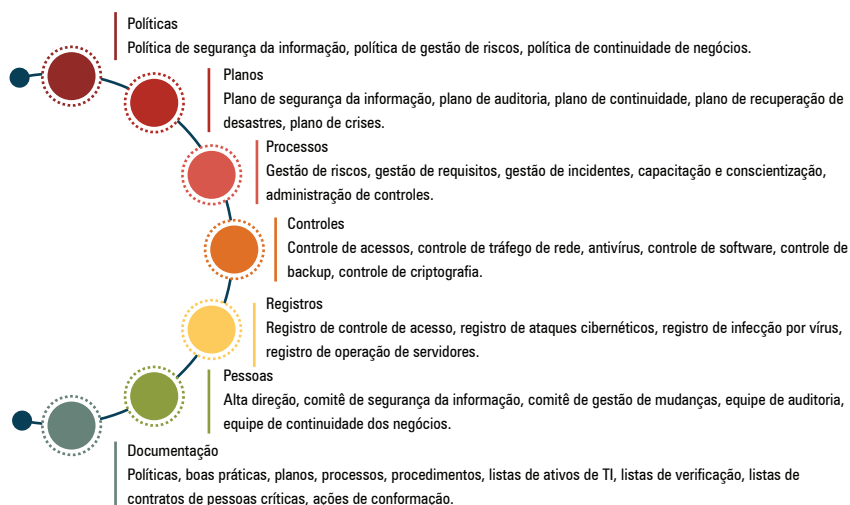 Políticas
Política de segurança da informação, política de gestão de riscos, política de continuidade de negócios.
Planos
Plano de segurança da informação, plano de auditoria, plano de continuidade, plano de recuperação de
desastres, plano de crises.
Processos
Gestão de riscos, gestão de requisitos, gestão de incidentes, capacitação e conscientização,
administração de controles.
Controles
Controle de acessos, controle de tráfego de rede, antivírus, controle de software, controle de
backup, controle de criptografia.
Registros
Registro de controle de acesso, registro de ataques cibernéticos, registro de infecção por vírus,
registro de operação de servidores.
Pessoas
Alta direção, comitê de segurança da informação, comitê de gestão de mudanças, equipe de auditoria,
equipe de continuidade dos negócios.
Documentação
Políticas, boas práticas, planos, processos, procedimentos, listas de ativos de TI, listas de verificação, listas de
contratos de pessoas críticas, ações de conformação.